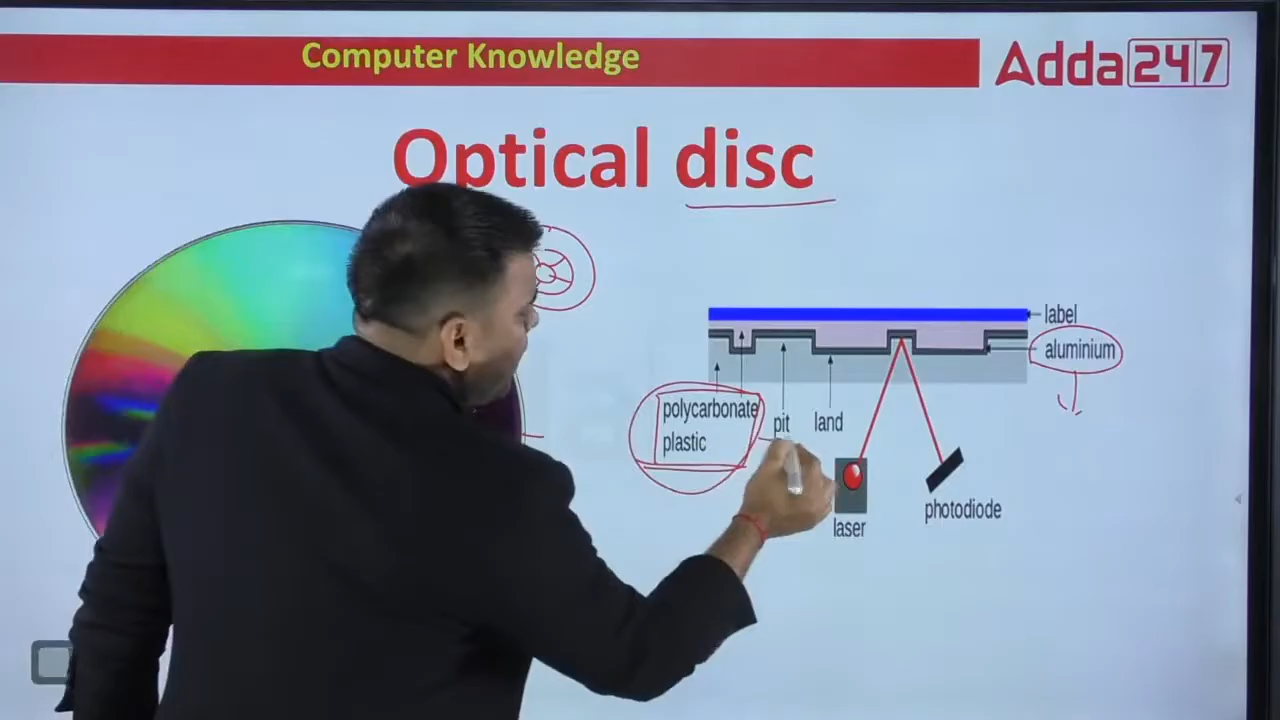 Computer Knowledge
Adda247
Optical disc
label
aluminium
polycarbonate
plastic
pit
land
laser
photodiode